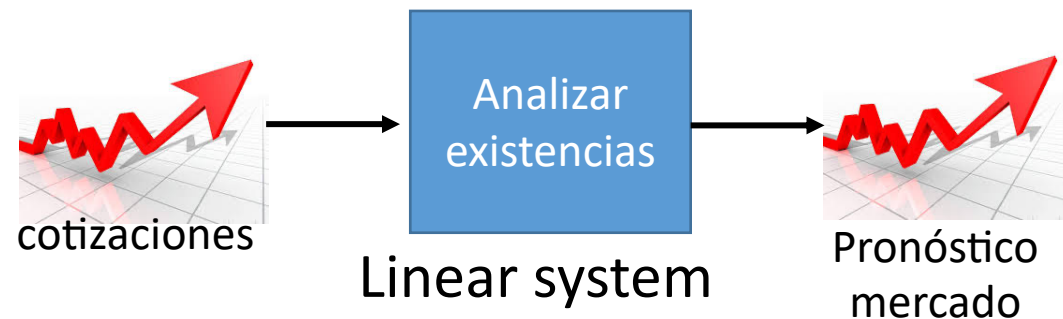 cotizaciones
Analizar
existencias
Linear system
Pronóstico
mercado